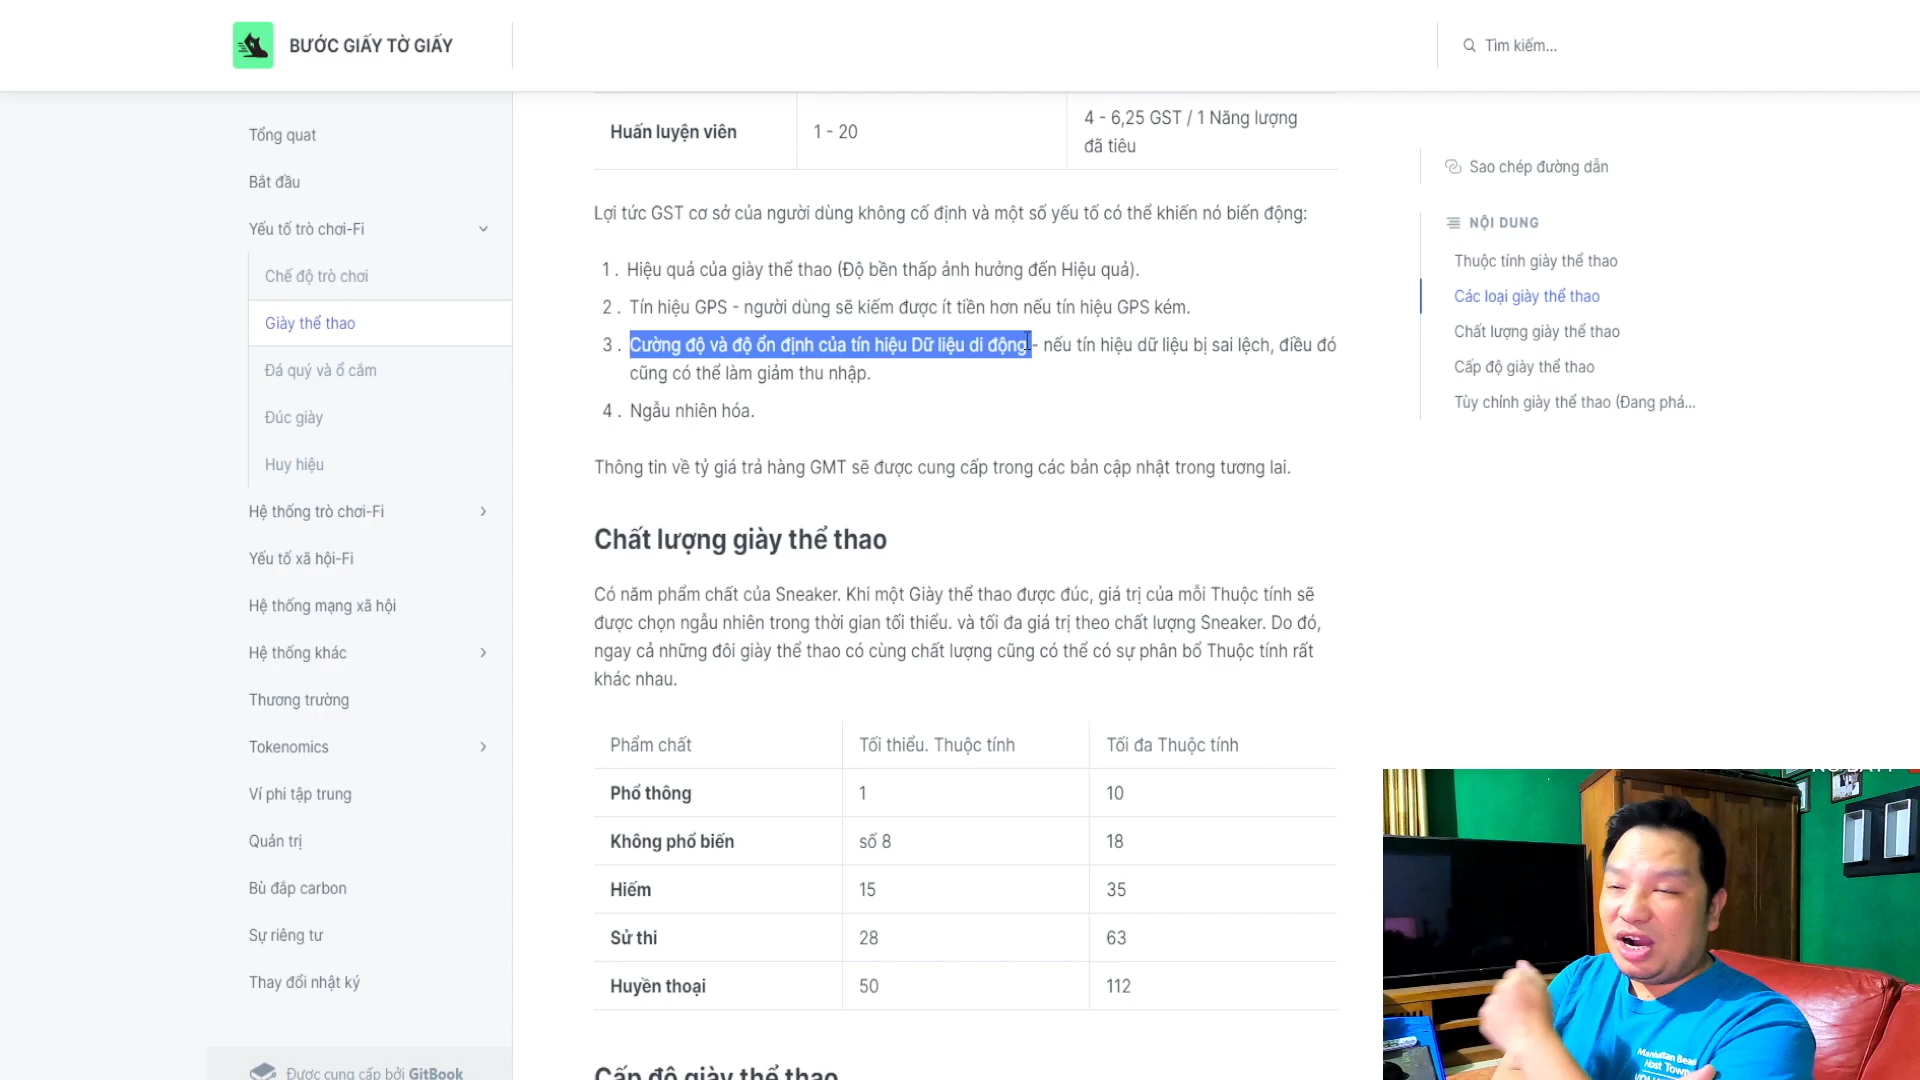 BƯỚC GIẤY TỜ GIẤY
Tìm kiếm...
Tổng quat
Bắt đầu
Yếu tố trò chơi-Fi
Chế độ trò chơi
Giày thể thao
Đá quý và ổ cắm
Đúc giày
Huy hiệu
Hệ thống trò chơi-Fi
Yếu tố xã hội-Fi
Hệ thống mạng xã hội
Hệ thống khác
Thương trường
Tokenomics
Ví phi tập trung
Quản trị
Bù đắp carbon
Sự riêng tư
Thay đổi nhật ký
Được cung cấp bởi GitBook
Huấn luyện viên 1 - 20 4 - 6,25 GST / 1 Năng lượng
đã tiêu
Lợi tức GST cơ sở của người dùng không cố định và một số yếu tố có thể khiến nó biến động:
1. Hiệu quả của giày thể thao (Độ bền thấp ảnh hưởng đến Hiệu quả).
2. Tín hiệu GPS - người dùng sẽ kiếm được ít tiền hơn nếu tín hiệu GPS kém.
3. Cường độ và độ ổn định của tín hiệu Dữ liệu di động - nếu tín hiệu dữ liệu bị sai lệch, điều đó
cũng có thể làm giảm thu nhập.
4. Ngẫu nhiên hóa.
Thông tin về tỷ giá trả hàng GMT sẽ được cung cấp trong các bản cập nhật trong tương lai.
Chất lượng giày thể thao
Có năm phẩm chất của Sneaker. Khi một Giày thể thao được đúc, giá trị của mỗi Thuộc tính sẽ
được chọn ngẫu nhiên trong thời gian tối thiểu. và tối đa giá trị theo chất lượng Sneaker. Do đó,
ngay cả những đôi giày thể thao có cùng chất lượng cũng có thể có sự phân bổ Thuộc tính rất
khác nhau.
Phẩm chất Tối thiểu. Thuộc tính Tối đa Thuộc tính
Phổ thông 1 10
Không phổ biến số 8 18
Hiếm 15 35
Sử thi 28 63
Huyền thoại 50 112
Cấp độ giày thể thao
Sao chép đường dẫn
NỘI DUNG
Thuộc tính giày thể thao
Các loại giày thể thao
Chất lượng giày thể thao
Cấp độ giày thể thao
Tùy chỉnh giày thể thao (Đang phá...
Manhattan Beach
Host Town